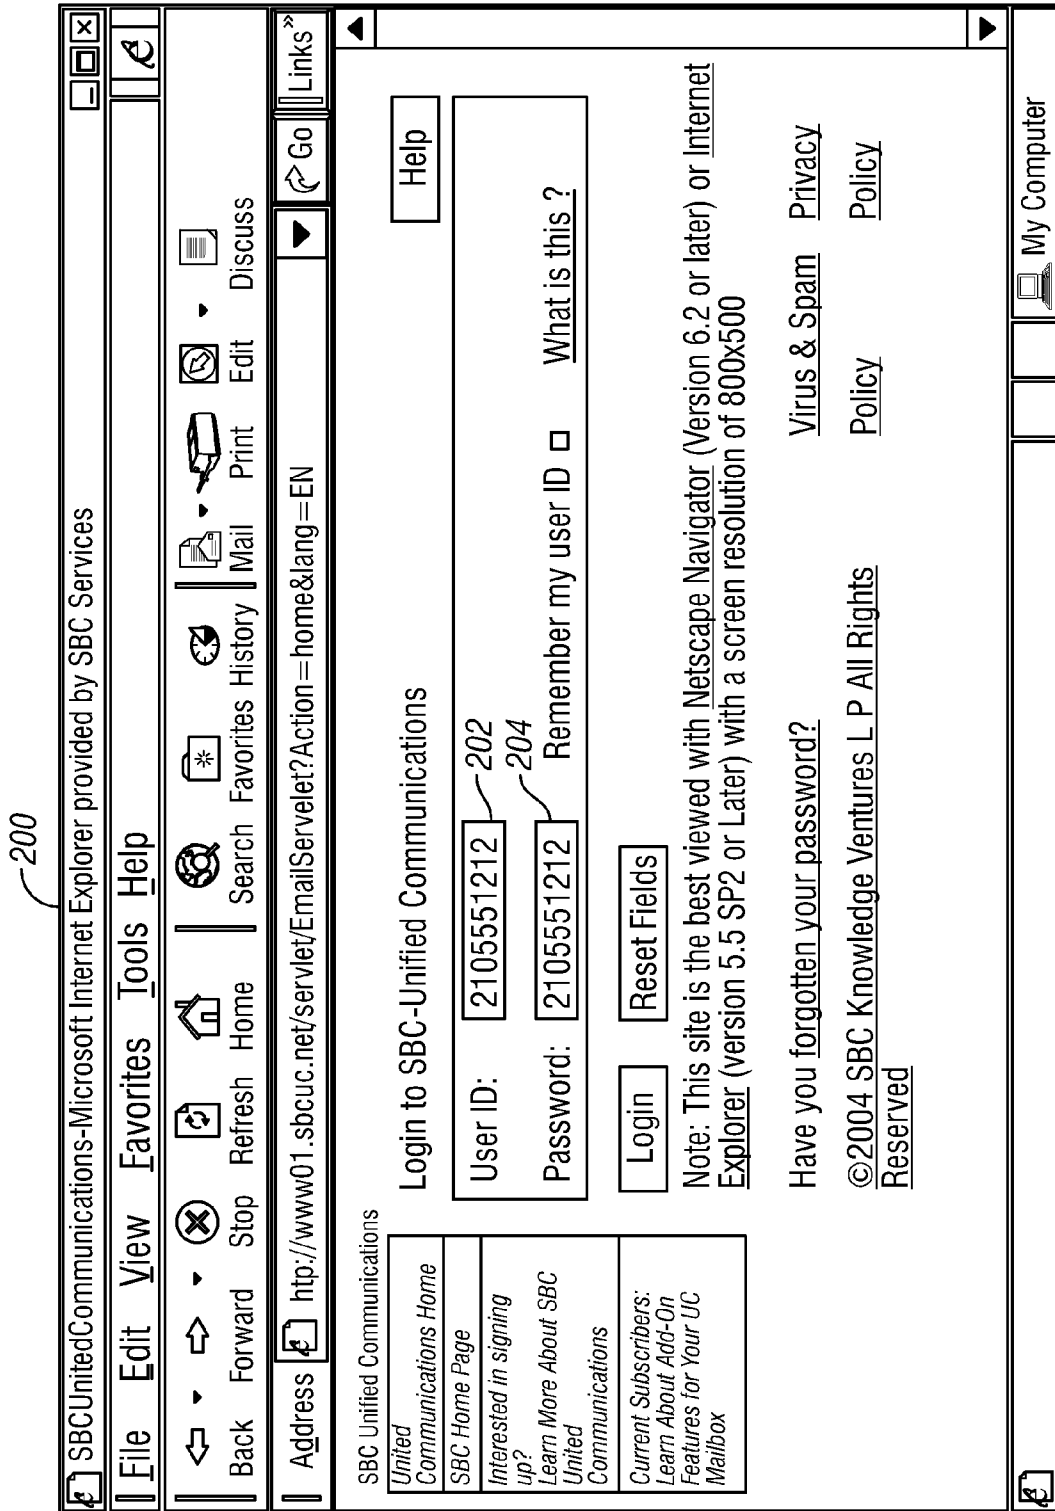 200
SBCUnitedCommunications-Microsoft Internet Explorer provided by SBC Services
File Edit View Favorites Tools Help
Back Forward Stop Refresh Home Search Favorites History Mail Print Edit Discuss
Address http://www01.sbcuc.net/servlet/EmailServelet?Action=home&lang=EN Go Links»
SBC Unified Communications
United
Communications Home
SBC Home Page
Interested in signing
up?
Learn More About SBC
United
Communications
Current Subscribers:
Learn About Add-On
Features for Your UC
Mailbox
Login to SBC-Unified Communications
Help
User ID: 2105551212 202
Password: 2105551212 204
Remember my user ID What is this ?
Login Reset Fields
Note: This site is the best viewed with Netscape Navigator (Version 6.2 or later) or Internet
Explorer (version 5.5 SP2 or Later) with a screen resolution of 800x500
Have you forgotten your password? Virus & Spam Privacy
Policy Policy
©2004 SBC Knowledge Ventures L P All Rights
Reserved
My Computer